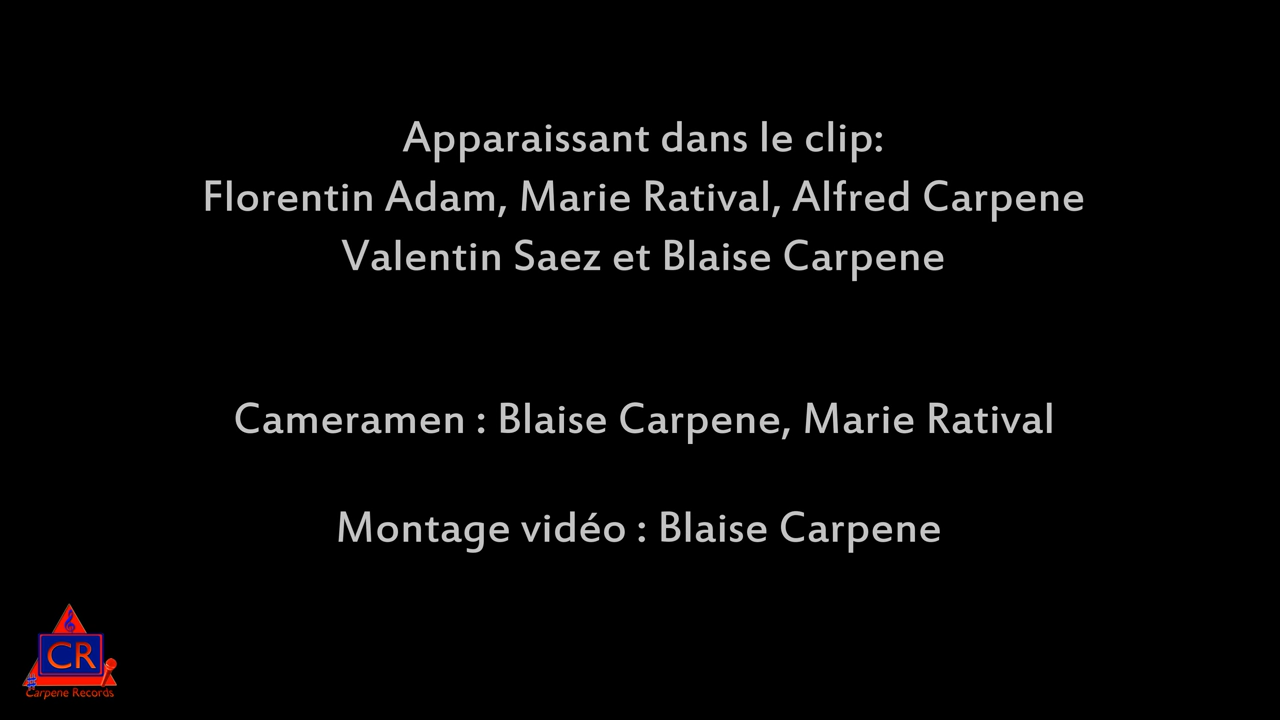 Apparaissant dans le clip:
Florentin Adam, Marie Ratival, Alfred Carpene
Valentin Saez et Blaise Carpene
Cameramen : Blaise Carpene, Marie Ratival
Montage vidéo : Blaise Carpene
CR
Carpene Records